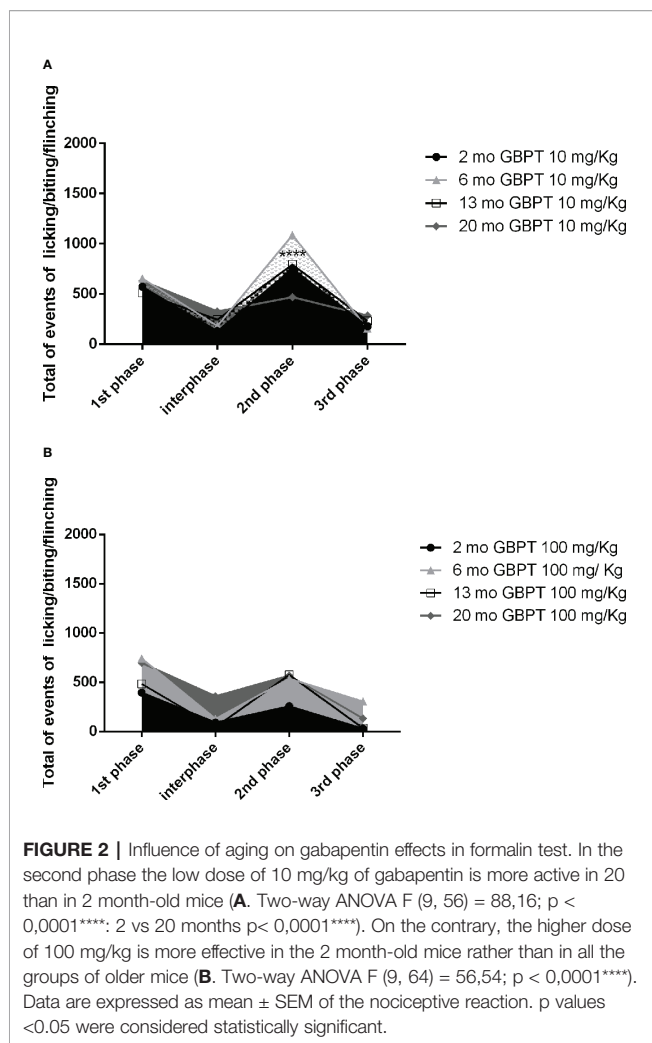 A
Total of events of licking/biting/flinching
2000
1500
1000
500
0
****
1st phase
interphase
2nd phase
3rd phase
2 mo GBPT 10 mg/Kg
6 mo GBPT 10 mg/Kg
13 mo GBPT 10 mg/Kg
20 mo GBPT 10 mg/Kg
B
Total of events of licking/biting/flinching
2000
1500
1000
500
0
1st phase
interphase
2nd phase
3rd phase
2 mo GBPT 100 mg/Kg
6 mo GBPT 100 mg/ Kg
13 mo GBPT 100 mg/Kg
20 mo GBPT 100 mg/Kg
FIGURE 2 | Influence of aging on gabapentin effects in formalin test. In the
second phase the low dose of 10 mg/kg of gabapentin is more active in 20
than in 2 month-old mice (A. Two-way ANOVA F (9, 56) = 88,16; p <
0,0001****: 2 vs 20 months p< 0,0001****). On the contrary, the higher dose
of 100 mg/kg is more effective in the 2 month-old mice rather than in all the
groups of older mice (B. Two-way ANOVA F (9, 64) = 56,54; p < 0,0001****).
Data are expressed as mean ± SEM of the nociceptive reaction. p values
<0.05 were considered statistically significant.